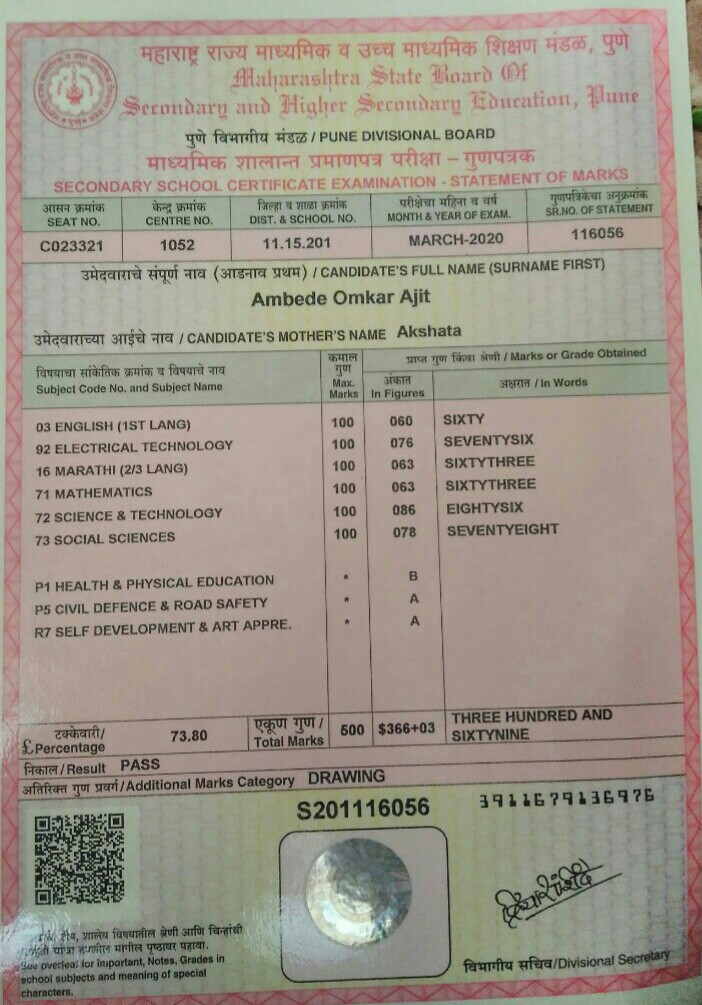 महाराष्ट्र राज्य माध्यमिक व उच्च माध्यमिक शिक्षण मंडळ, पुणे
Maharashtra State Board Of
Secondary and Higher Secondary Education, Pune
पुणे विभागीय मंडळ / PUNE DIVISIONAL BOARD
माध्यमिक शालान्त प्रमाणपत्र परीक्षा – गुणपत्रक
SECONDARY SCHOOL CERTIFICATE EXAMINATION - STATEMENT OF MARKS
आसन क्रमांक केंन्द्र क्रमांक जिल्हा व शाळा क्रमांक परीक्षेचा महिना व वर्ष गुणपत्रिकेचा अनुक्रमांक
SEAT NO. CENTRE NO. DIST. & SCHOOL NO. MONTH & YEAR OF EXAM. SR.NO. OF STATEMENT
C023321 1052 11.15.201 MARCH-2020 116056
उमेदवाराचे संपूर्ण नाव (आडनाव प्रथम) / CANDIDATE'S FULL NAME (SURNAME FIRST)
Ambede Omkar Ajit
उमेदवाराच्या आईचे नाव / CANDIDATE'S MOTHER'S NAME Akshata
विषयाचा सांकेतिक क्रमांक व विषयाचे नाव
Subject Code No. and Subject Name
कमाल
गुण
Max.
Marks
प्राप्त गुण किंवा श्रेणी / Marks or Grade Obtained
अंकात
In Figures
अक्षरात / In Words
03 ENGLISH (1ST LANG) 100 060 SIXTY
92 ELECTRICAL TECHNOLOGY 100 076 SEVENTYSIX
16 MARATHI (2/3 LANG) 100 063 SIXTYTHREE
71 MATHEMATICS 100 063 SIXTYTHREE
72 SCIENCE & TECHNOLOGY 100 086 EIGHTYSIX
73 SOCIAL SCIENCES 100 078 SEVENTYEIGHT
P1 HEALTH & PHYSICAL EDUCATION * B
P5 CIVIL DEFENCE & ROAD SAFETY * A
R7 SELF DEVELOPMENT & ART APPRE. * A
टक्केवारी/
£Percentage
73.80
एकूण गुण /
Total Marks
500 $366+03
THREE HUNDRED AND
SIXTYNINE
निकाल/Result PASS
अतिरिक्त गुण प्रवर्ग/Additional Marks Category DRAWING
S201116056
3911679136976
टीप, शालेय विषयातील श्रेणी आणि चिन्हांची
मागील पृष्ठावर पहावा.
See overleaf for Important, Notes, Grades in
school subjects and meaning of special
characters.
विभागीय सचिव/Divisional Secretary